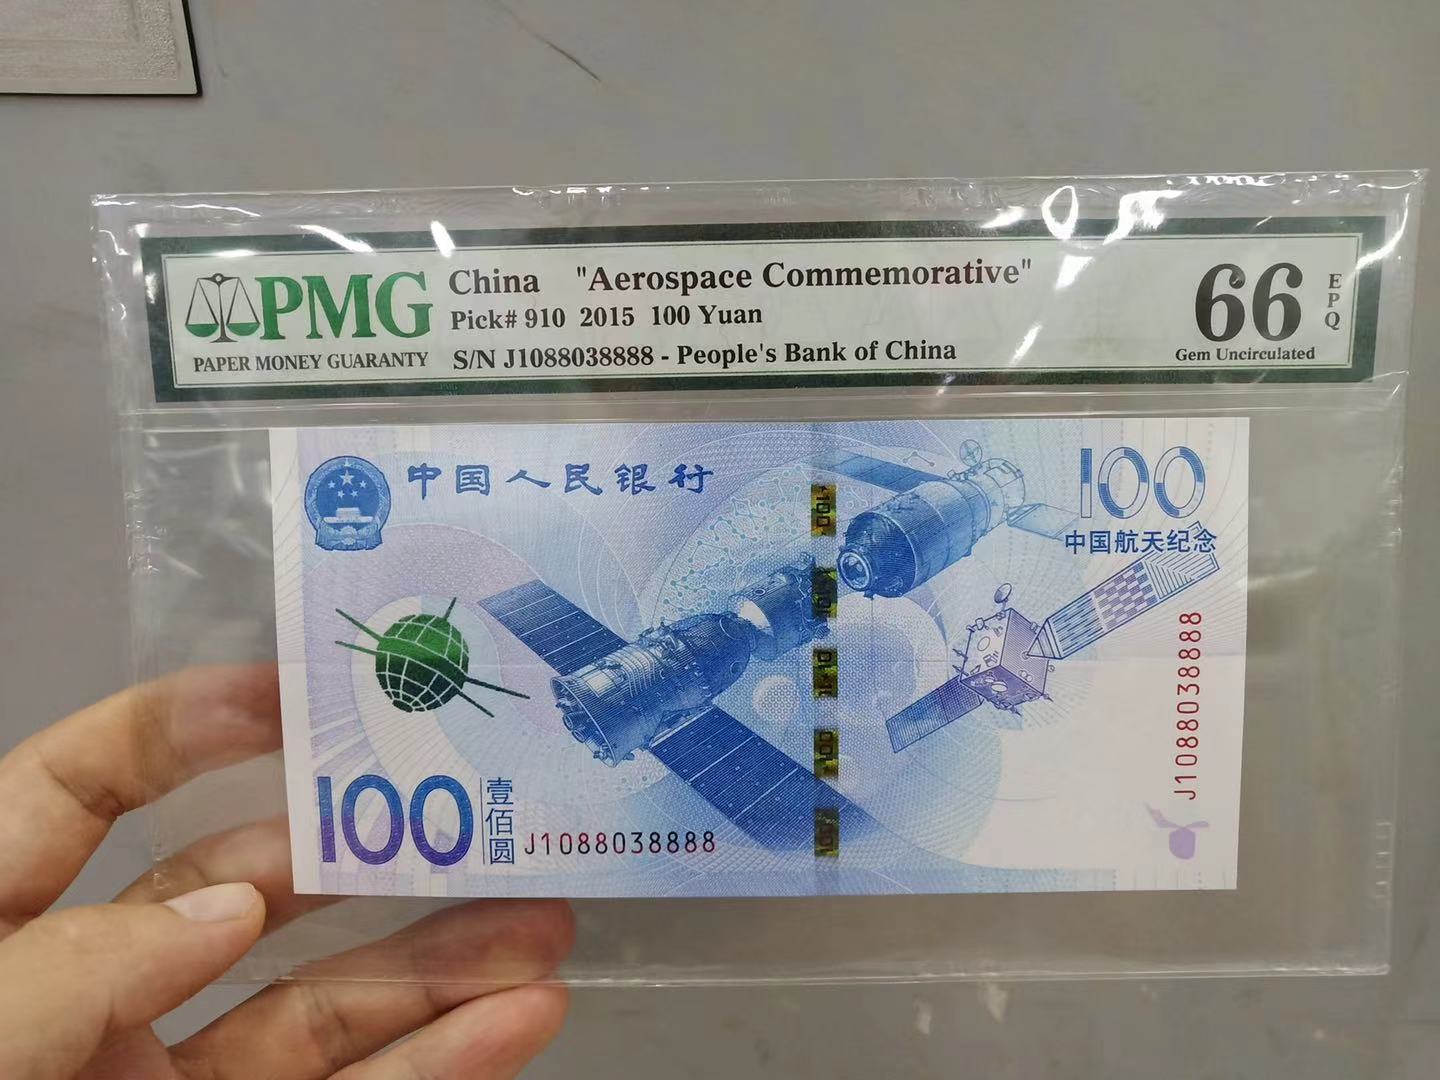 PMG
PAPER MONEY GUARANTY
China "Aerospace Commemorative"
Pick# 910 2015 100 Yuan
S/N J1088038888 - People's Bank of China
66
EPQ
Gem Uncirculated
中国人民银行
100
中国航天纪念
J1088038888
100
壹佰圆
J1088038888